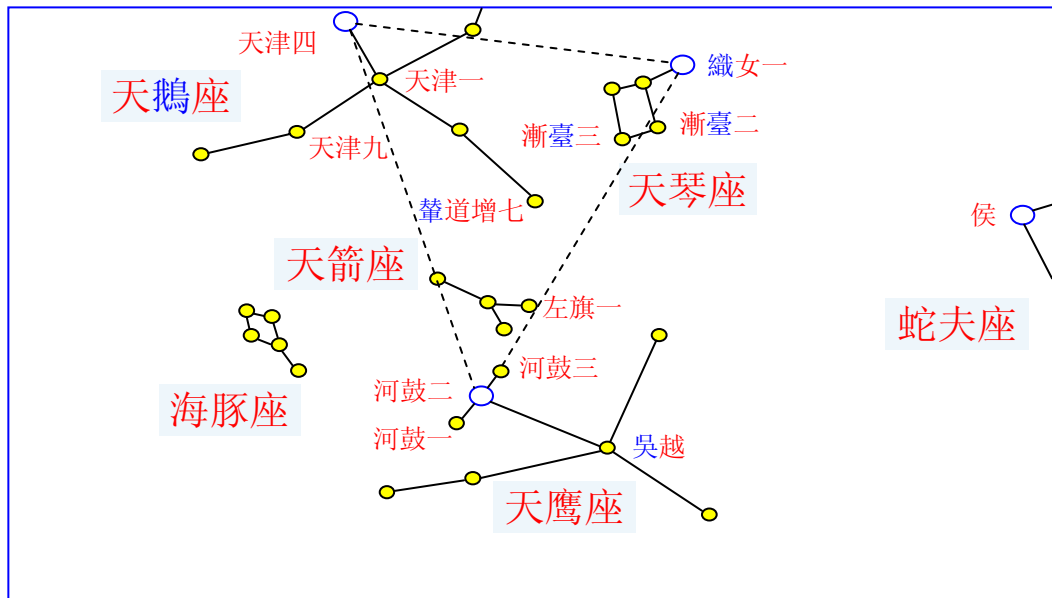 天津四
織女一
天津一
天鵝座
漸臺三
漸臺二
天津九
天琴座
輦道增七
侯
天箭座
左旗一
蛇夫座
河鼓三
河鼓二
海豚座
河鼓一
吳越
天鹰座